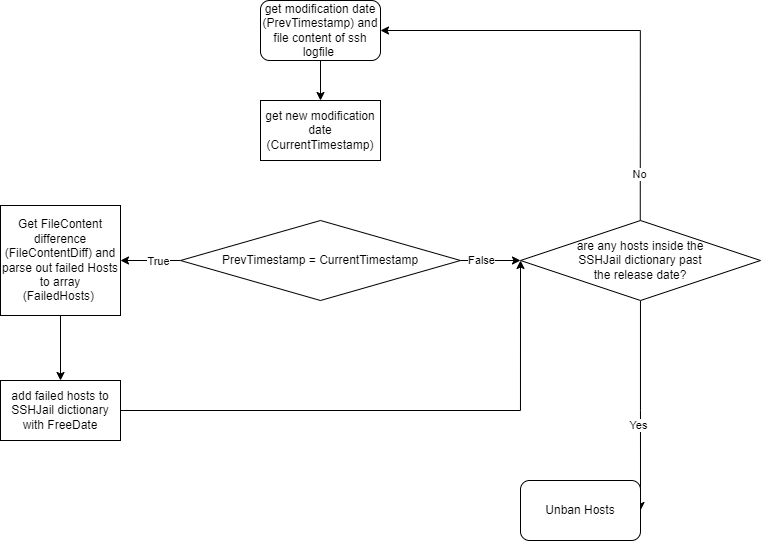 get modification date
(PrevTimestamp) and
file content of ssh
logfile
get new modification
date
(CurrentTimestamp)
No
Get FileContent
difference
(FileContentDiff) and
parse out failed Hosts
to array
(FailedHosts)
True
PrevTimestamp = CurrentTimestamp
False
are any hosts inside the
SSHJail dictionary past
the release date?
add failed hosts to
SSHJail dictionary
with FreeDate
Yes
Unban Hosts